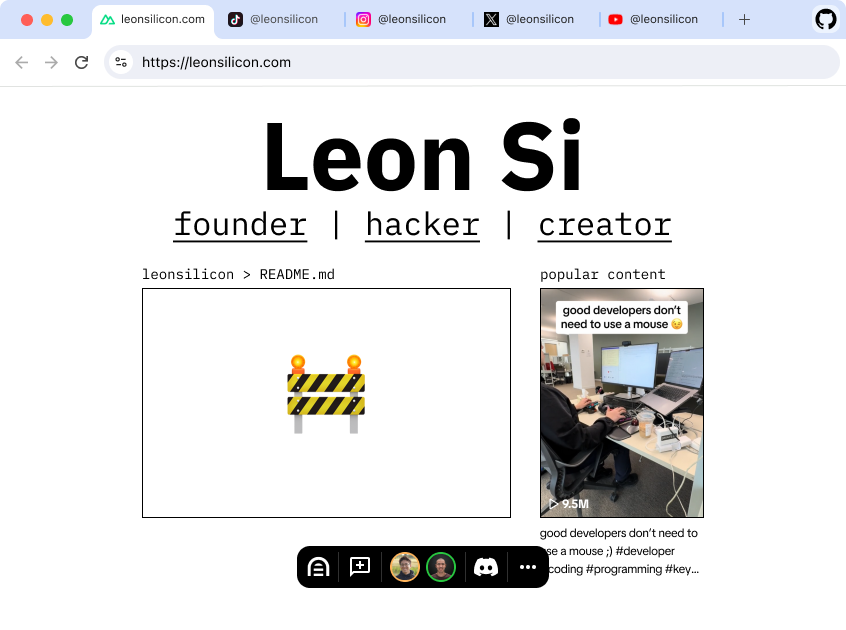 leonsilicon.com
@leonsilicon
@leonsilicon
@leonsilicon
@leonsilicon
https://leonsilicon.com
Leon Si
founder | hacker | creator
leonsilicon > README.md
popular content
good developers don't
need to use a mouse 😉
9.5M
good developers don't need to
se a mouse ;) #developer
coding #programming #key...